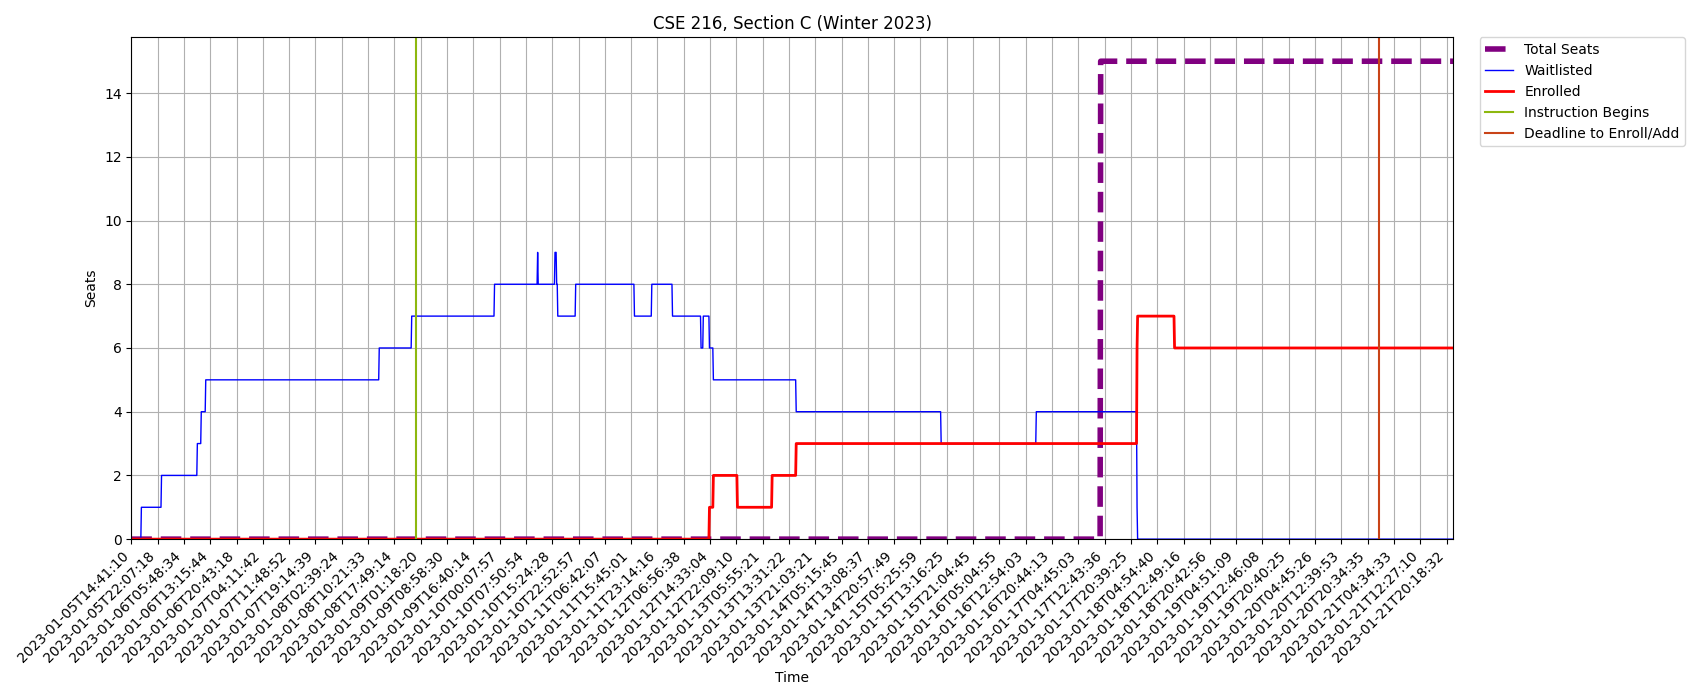 CSE 216, Section C (Winter 2023)
Total Seats
Waitlisted
Enrolled
Instruction Begins
Deadline to Enroll/Add
Seats
14
12
10
8
6
4
2
0
2023-01-05T14:41:10
2023-01-05T22:07:18
2023-01-06T05:48:34
2023-01-06T13:15:44
2023-01-06T20:43:18
2023-01-07T04:11:42
2023-01-07T11:48:52
2023-01-07T19:14:39
2023-01-08T02:39:24
2023-01-08T10:21:33
2023-01-08T17:49:14
2023-01-09T01:18:20
2023-01-09T08:58:30
2023-01-09T16:40:14
2023-01-10T00:07:57
2023-01-10T07:50:54
2023-01-10T15:24:28
2023-01-10T22:52:57
2023-01-11T06:42:07
2023-01-11T15:45:01
2023-01-11T23:14:16
2023-01-12T06:56:38
2023-01-12T14:33:04
2023-01-12T22:09:10
2023-01-13T05:55:21
2023-01-13T13:31:22
2023-01-13T21:03:21
2023-01-14T05:15:45
2023-01-14T13:08:37
2023-01-14T20:57:49
2023-01-15T05:25:59
2023-01-15T13:16:25
2023-01-15T21:04:45
2023-01-16T05:04:55
2023-01-16T12:54:03
2023-01-16T20:44:13
2023-01-17T04:45:03
2023-01-17T12:43:36
2023-01-17T20:39:25
2023-01-18T04:54:40
2023-01-18T12:49:16
2023-01-18T20:42:56
2023-01-19T04:51:09
2023-01-19T12:46:08
2023-01-19T20:40:25
2023-01-20T04:45:26
2023-01-20T12:39:53
2023-01-20T20:34:35
2023-01-21T04:34:33
2023-01-21T12:27:10
2023-01-21T20:18:32
Time